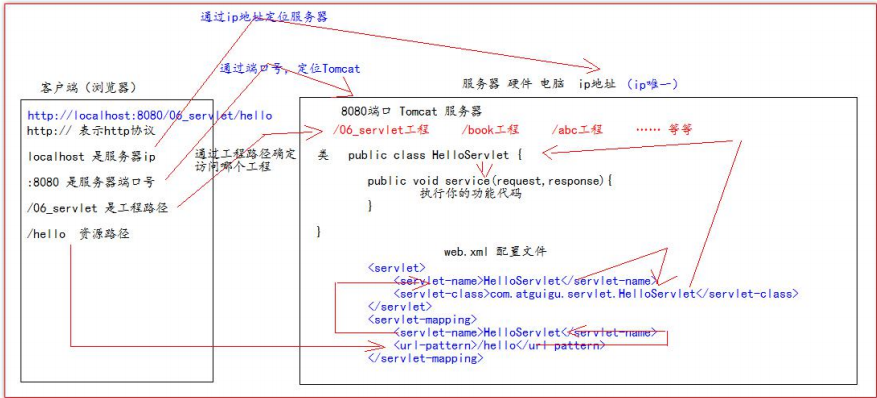 通过ip地址定位服务器
通过端口号，定位Tomcat
客户端（浏览器）
服务器 硬件 电脑 ip地址 （ip唯一）
http://localhost:8080/06_servlet/hello
http:// 表示http协议
localhost 是服务器ip
:8080 是服务器端口号
/06_servlet 是工程路径
/hello 资源路径
通过工程路径确定
访问哪个工程
8080端口 Tomcat 服务器
/06_servlet工程 /book工程 /abc工程 …… 等等
类 public class HelloServlet {
public void service(request,response){
执行你的功能代码
}
}
web.xml 配置文件
<servlet>
<servlet-name>HelloServlet</servlet-name>
<servlet-class>com.atguigu.servlet.HelloServlet</servlet-class>
</servlet>
<servlet-mapping>
<servlet-name>HelloServlet</servlet-name>
<url-pattern>/hello</url-pattern>
</servlet-mapping>